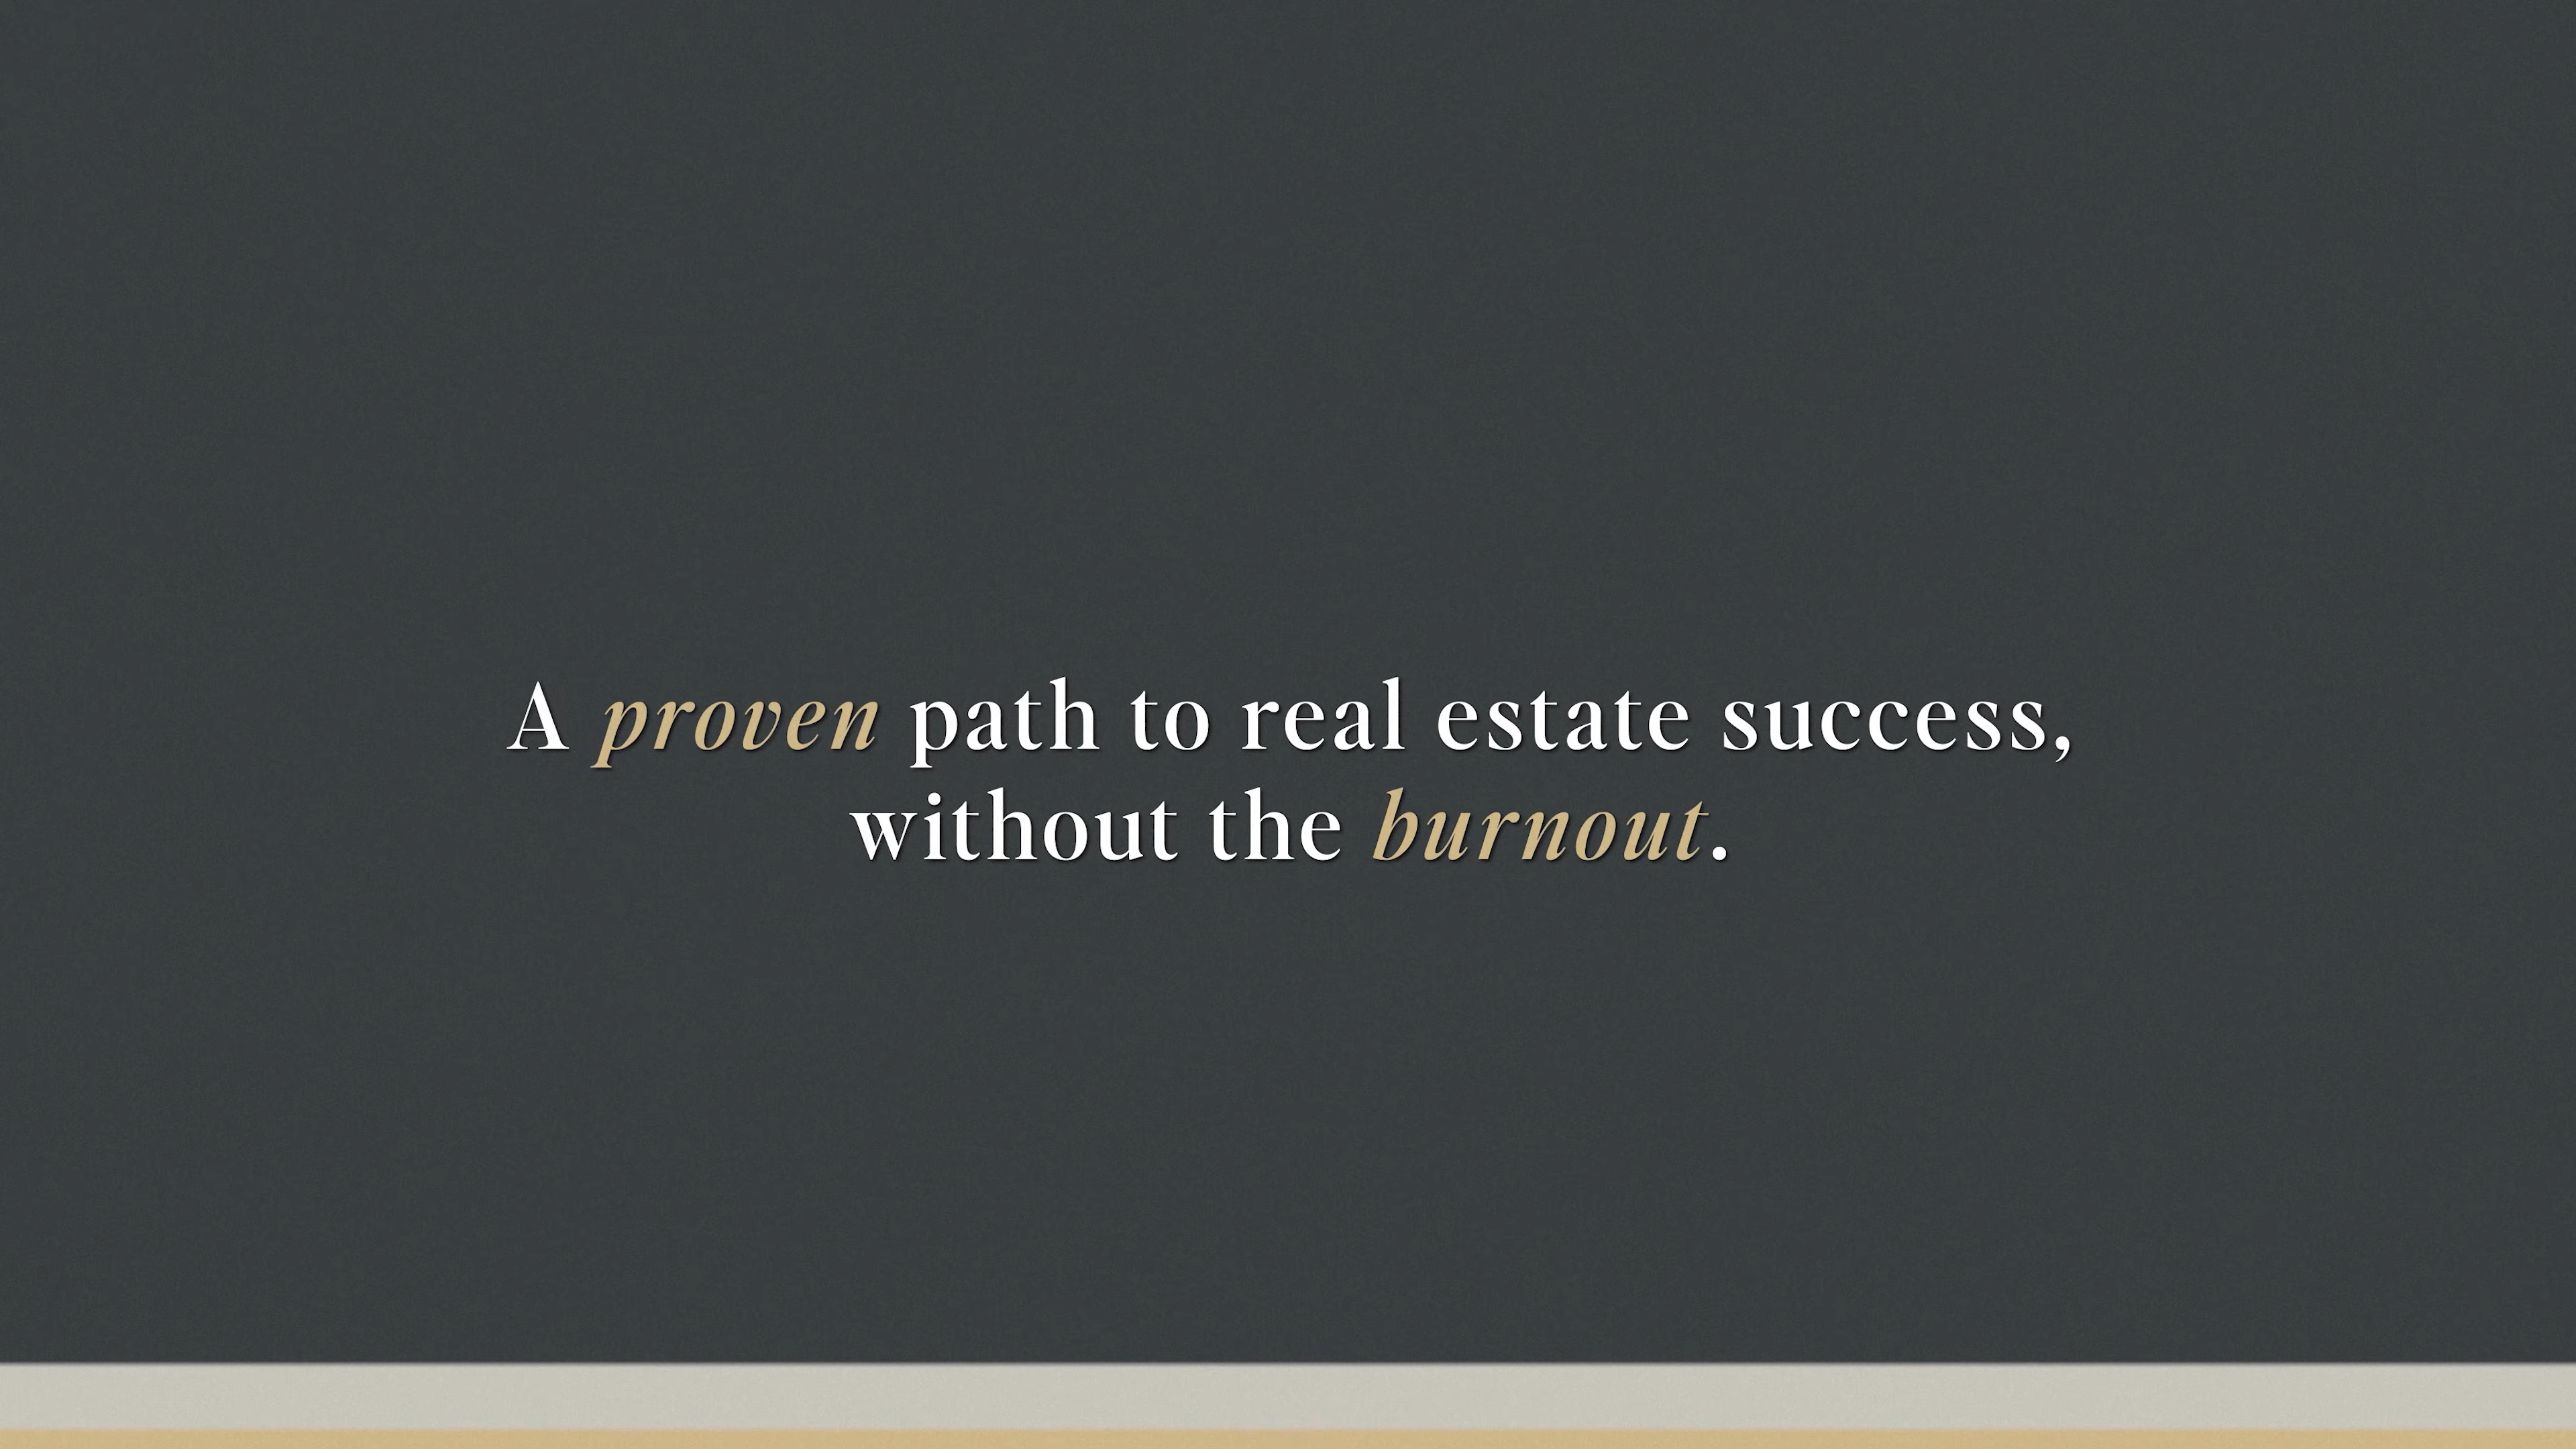 A proven path to real estate success,
without the burnout.